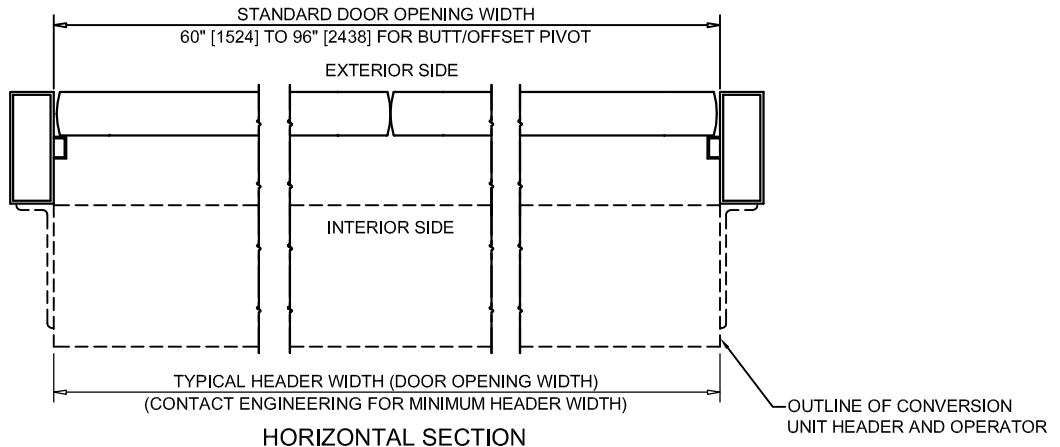 STANDARD DOOR OPENING WIDTH
60" [1524] TO 96" [2438] FOR BUTT/OFFSET PIVOT
EXTERIOR SIDE
INTERIOR SIDE
TYPICAL HEADER WIDTH (DOOR OPENING WIDTH)
(CONTACT ENGINEERING FOR MINIMUM HEADER WIDTH)
OUTLINE OF CONVERSION
UNIT HEADER AND OPERATOR
HORIZONTAL SECTION